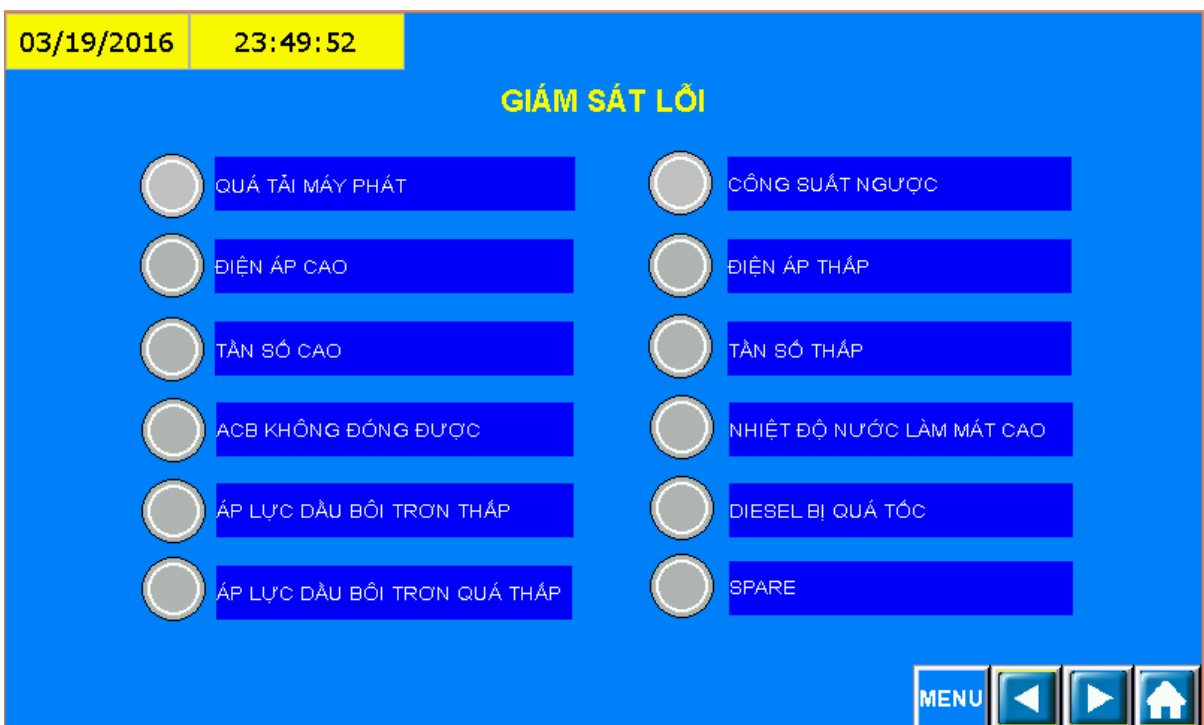 03/19/2016 23:49:52
GIÁM SÁT LỖI
QUÁ TẢI MÁY PHÁT
CÔNG SUẤT NGƯỢC
ĐIỆN ÁP CAO
ĐIỆN ÁP THẤP
TẦN SỐ CAO
TẦN SỐ THẤP
ACB KHÔNG ĐÓNG ĐƯỢC
NHIỆT ĐỘ NƯỚC LÀM MÁT CAO
ÁP LỰC DẦU BÔI TRƠN THẤP
DIESEL BỊ QUÁ TỐC
ÁP LỰC DẦU BÔI TRƠN QUÁ THẤP
SPARE
MENU